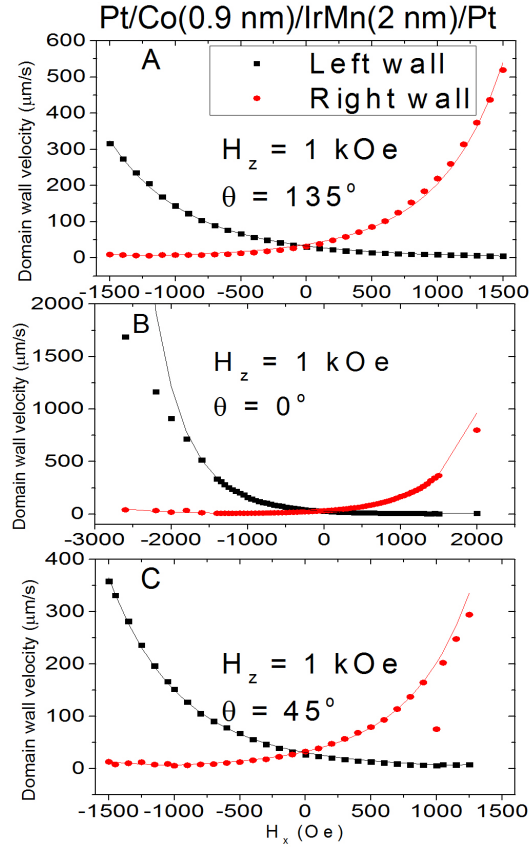 Pt/Co(0.9 nm)/IrMn(2 nm)/Pt
A
Left wall
Right wall
H_z = 1 kOe
θ = 135°
Domain wall velocity (μm/s)
600
500
400
300
200
100
0
-1500 -1000 -500 0 500 1000 1500
B
H_z = 1 kOe
θ = 0°
Domain wall velocity (μm/s)
2000
1500
1000
500
0
-3000 -2000 -1000 0 1000 2000
C
H_z = 1 kOe
θ = 45°
Domain wall velocity (μm/s)
400
300
200
100
0
-1500 -1000 -500 0 500 1000 1500
H_x (Oe)